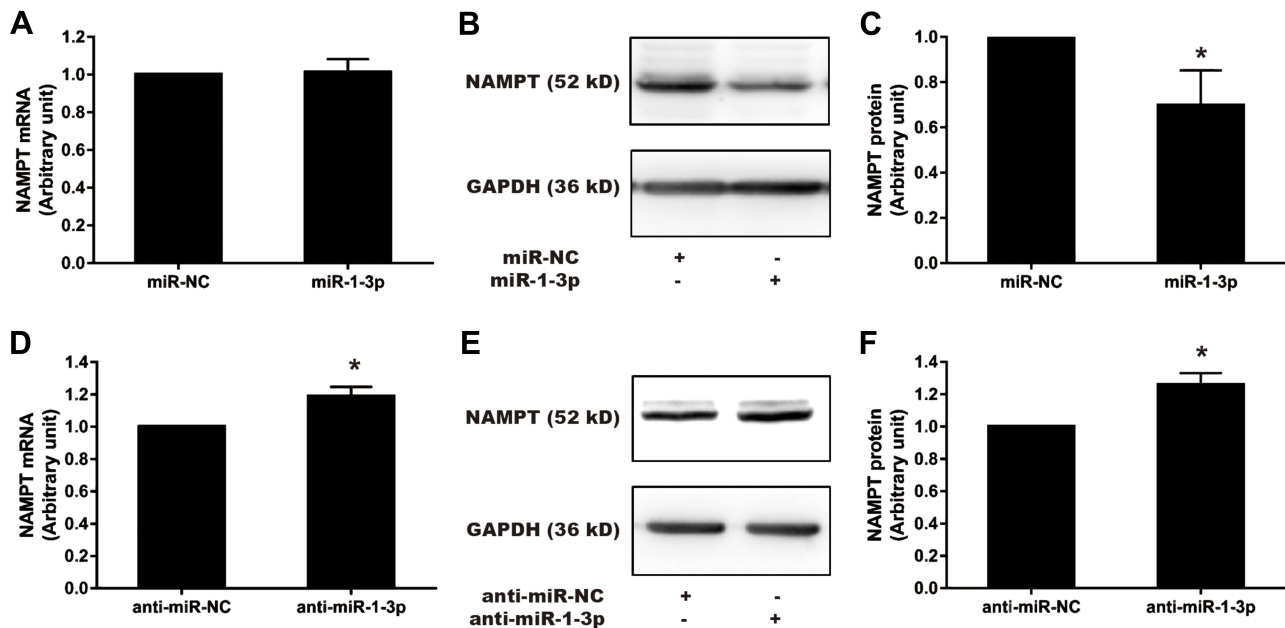 A
NAMPT mRNA
(Arbitrary unit)
1.2
1.0
0.8
0.6
0.4
0.2
0.0
miR-NC
miR-1-3p
B
NAMPT (52 kD)
GAPDH (36 kD)
miR-NC + -
miR-1-3p - +
C
NAMPT protein
(Arbitrary unit)
1.0
0.8
0.6
0.4
0.2
0.0
*
miR-NC
miR-1-3p
D
NAMPT mRNA
(Arbitrary unit)
1.4
1.2
1.0
0.8
0.6
0.4
0.2
0.0
*
anti-miR-NC
anti-miR-1-3p
E
NAMPT (52 kD)
GAPDH (36 kD)
anti-miR-NC + -
anti-miR-1-3p - +
F
NAMPT protein
(Arbitrary unit)
1.4
1.2
1.0
0.8
0.6
0.4
0.2
0.0
*
anti-miR-NC
anti-miR-1-3p